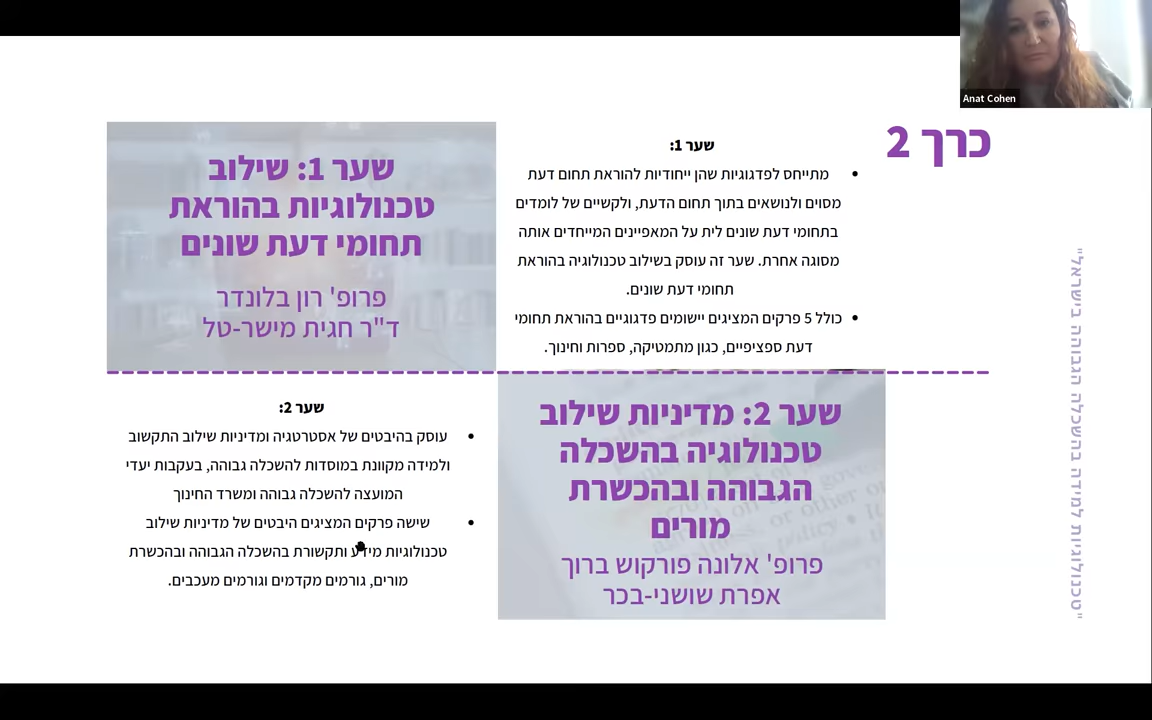 Anat Cohen
כרך 2
שער 1:
מתייחס לפדגוגיות שהן ייחודיות להוראת תחום דעת
מסוים ולנושאים בתוך תחום הדעת, ולקשיים של לומדים
בתחומי דעת שונים לית על המאפיינים המייחדים אותה
מסוגה אחרת. שער זה עוסק בשילוב טכנולוגיה בהוראת
תחומי דעת שונים.
כולל 5 פרקים המציגים יישומים פדגוגיים בהוראת תחומי
דעת ספציפיים, כגון מתמטיקה, ספרות וחינוך.
שער 1: שילוב
טכנולוגיות בהוראת
תחומי דעת שונים
פרופ' רון בלונדר
ד"ר חגית מישר-טל
שער 2: מדיניות שילוב
טכנולוגיה בהשכלה
הגבוהה ובהכשרת
מורים
פרופ' אלונה פורקוש ברוך
אפרת שושני-בכר
שער 2:
עוסק בהיבטים של אסטרטגיה ומדיניות שילוב התקשוב
ולמידה מקוונת במוסדות להשכלה גבוהה, בעקבות יעדי
המועצה להשכלה גבוהה ומשרד החינוך
שישה פרקים המציגים היבטים של מדיניות שילוב
טכנולוגיות מידע ותקשורת בהשכלה הגבוהה ובהכשרת
מורים, גורמים מקדמים וגורמים מעכבים.
"טכנולוגיות למידה בהשכלה הגבוהה בישראל"